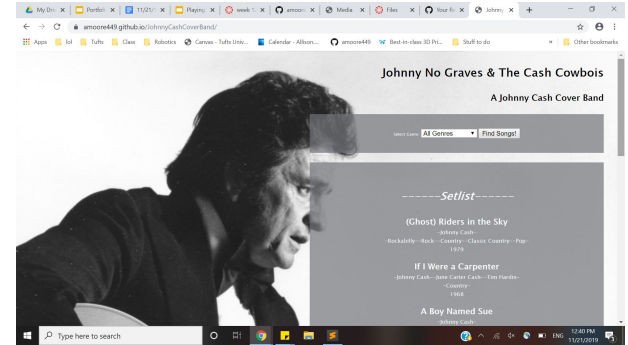 My Dri
Portfoli
11/21/
Playing
week 1
amoore
Media
Files
Your Re
Johnny
amoore449.github.io/JohnnyCashCoverBand/
Apps
lol
Tufts
Class
Robotics
Canvas - Tufts Univ...
Calendar - Allison...
amoore449
Best-in-class 3D Pri...
Stuff to do
»
Other bookmarks
Johnny No Graves & The Cash Cowbois
A Johnny Cash Cover Band
Select Genre: All Genres Find Songs!
------Setlist------
(Ghost) Riders in the Sky
~Johnny Cash~
~Rockabilly~~Rock~~Country~~Classic Country~~Pop~
1979
If I Were a Carpenter
~Johnny Cash~~June Carter Cash~~Tim Hardin~
~Country~
1968
A Boy Named Sue
~Johnny Cash~
Type here to search
ENG
12:40 PM
11/21/2019